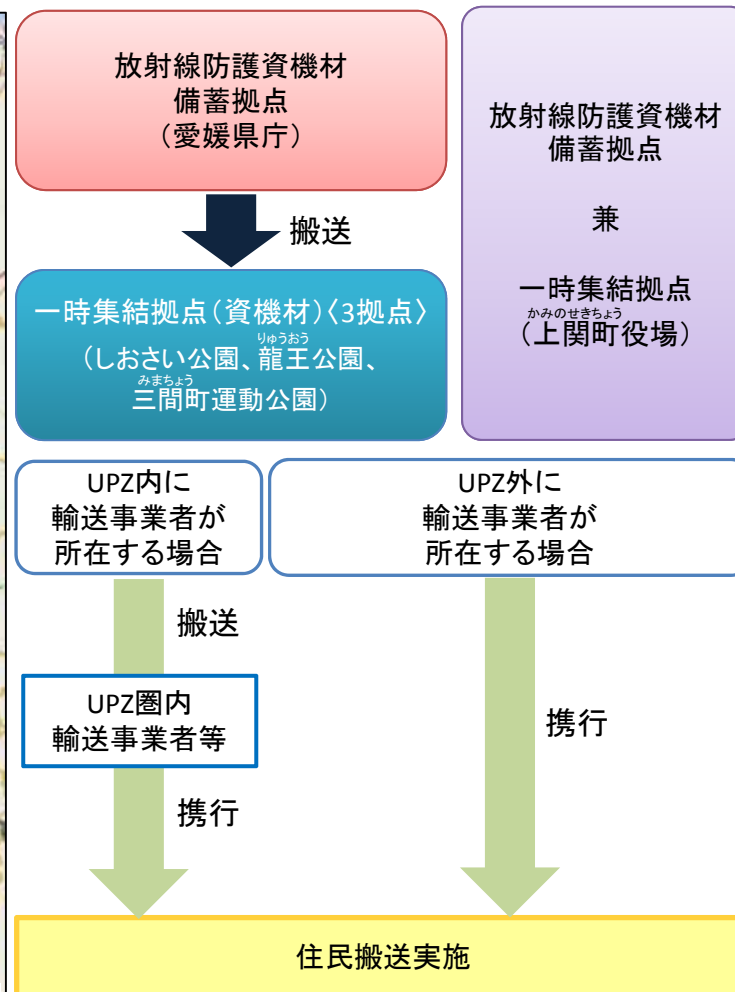 放射線防護資機材
備蓄拠点
（愛媛県庁）
搬送
一時集結拠点（資機材）〈3拠点〉
（しおさい公園、龍王公園、
りゅうおう
三間町運動公園）
みまちょう
放射線防護資機材
備蓄拠点
兼
一時集結拠点
かみのせきちょう
（上関町役場）
UPZ内に
輸送事業者が
所在する場合
UPZ外に
輸送事業者が
所在する場合
搬送
UPZ圏内
輸送事業者等
携行
携行
住民搬送実施